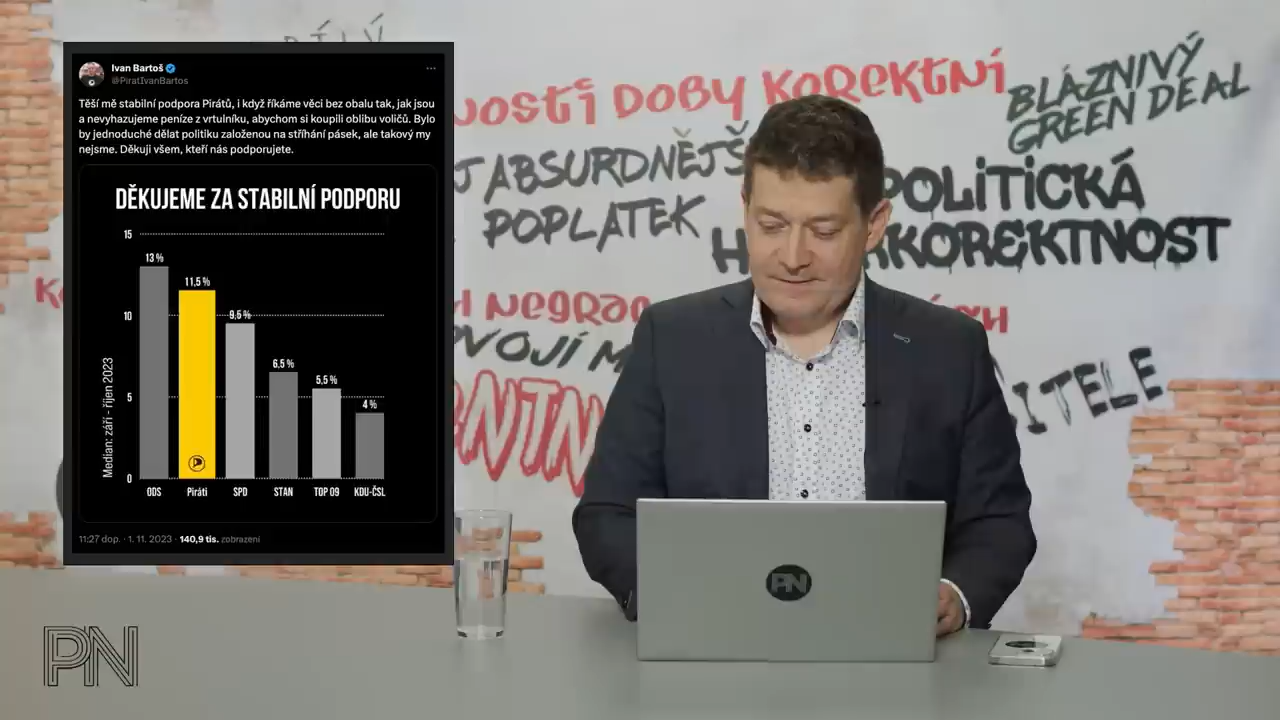 Ivan Bartoš
@PiratIvanBartos
Těší mě stabilní podpora Pirátů, i když říkáme věci bez obalu tak, jak jsou
a nevyhazujeme peníze z vrtulníku, abychom si koupili oblibu voličů. Bylo
by jednoduché dělat politiku založenou na stříhání pásek, ale takový my
nejsme. Děkuji všem, kteří nás podporujete.
DĚKUJEME ZA STABILNÍ PODPORU
15
13 %
11,5 %
10
9,5 %
6,5 %
5,5 %
5
4 %
0
Median: září - říjen 2023
ODS Piráti SPD STAN TOP 09 KDU-ČSL
11:27 dop. · 1. 11. 2023 · 140,9 tis. zobrazení
DOBY KOREKTNÍ
BLÁZNIVÝ
GREEN DEAL
POPLATEK
POLITICKÁ
PN
PN